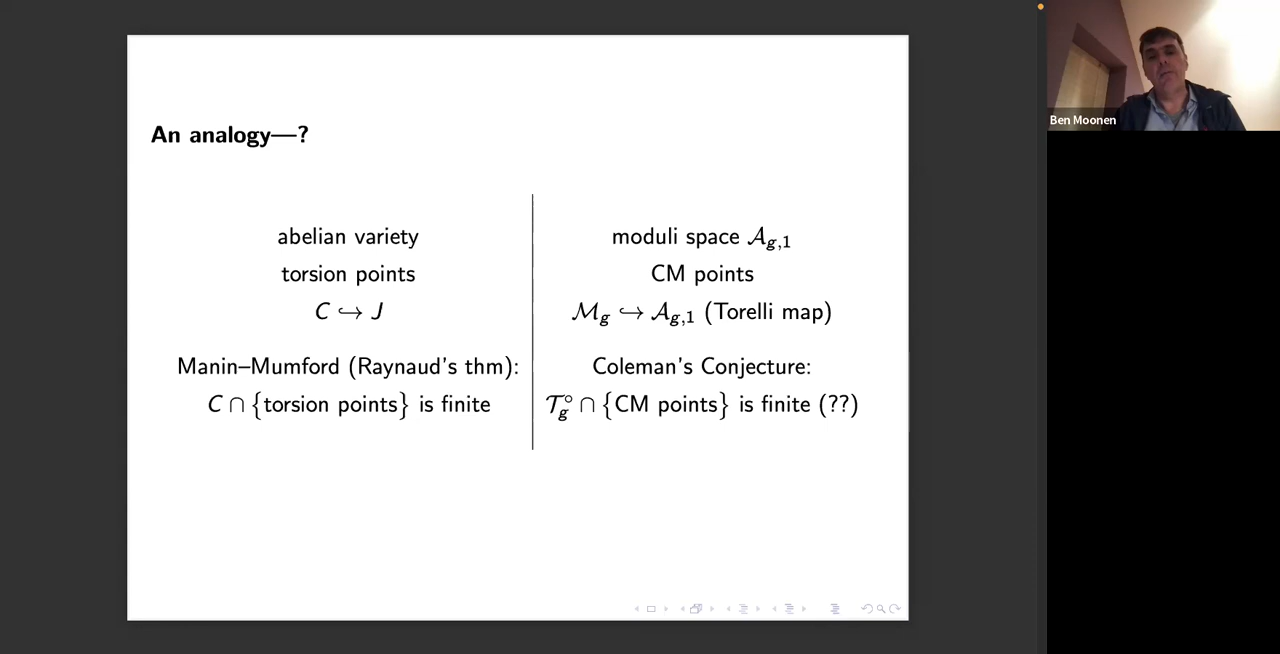 An analogy—?
abelian variety
torsion points
C ↪ J
Manin–Mumford (Raynaud's thm):
C ∩ {torsion points} is finite
moduli space 𝒜_{g,1}
CM points
ℳ_g ↪ 𝒜_{g,1} (Torelli map)
Coleman's Conjecture:
𝒯_g^∘ ∩ {CM points} is finite (??)
Ben Moonen